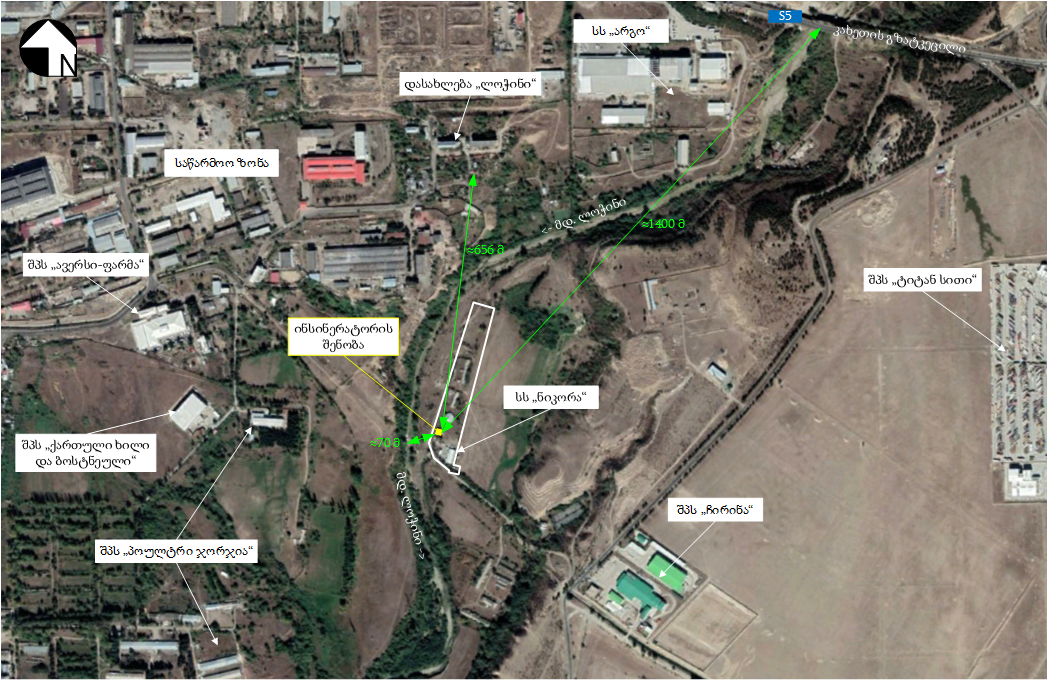 S5
კახეთის გზატკეცილი
სს „არგო“
N
დასახლება „ლოჭინი“
საწარმოო ზონა
<- მდ. ლოჭინი
≈1400 მ
≈656 მ
შპს „ავერსი-ფარმა“
შპს „ტიტან სითი“
ინსინერატორის
შენობა
სს „ნიკორა“
≈70 მ
შპს „ქართული ხილი
და ბოსტნეული“
მდ. ლოჭინი ->
შპს „ჩირინა“
შპს „პოულტრი ჯორჯია“